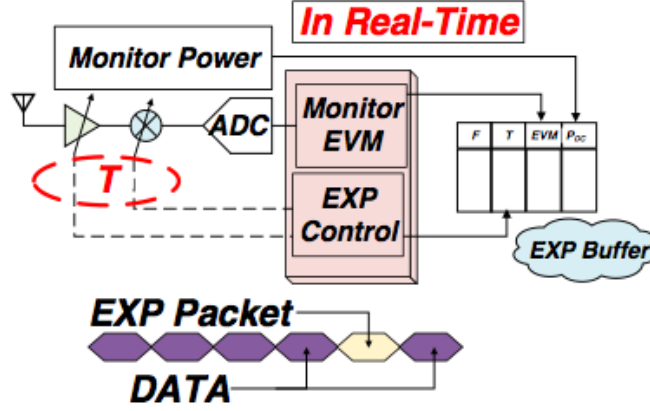 In Real-Time
Monitor Power
ADC
Monitor
EVM
F T EVM PDC
T
EXP
Control
EXP Buffer
EXP Packet
DATA